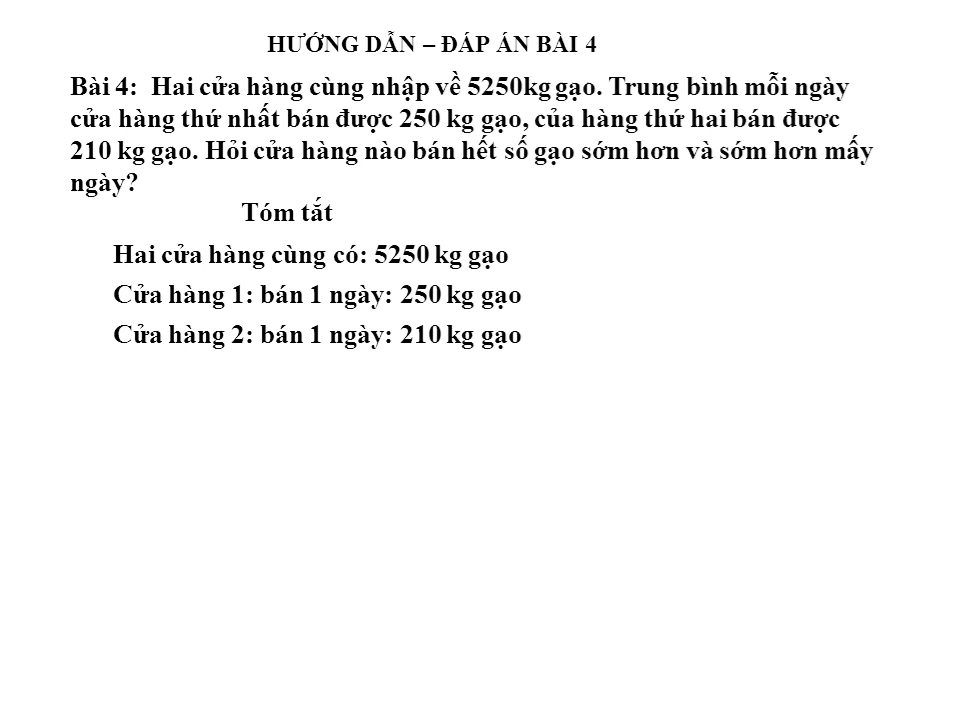 HƯỚNG DẪN – ĐÁP ÁN BÀI 4
Bài 4:  Hai cửa hàng cùng nhập về 5250kg gạo. Trung bình mỗi ngày
cửa hàng thứ nhất bán được 250 kg gạo, của hàng thứ hai bán được
210 kg gạo. Hỏi cửa hàng nào bán hết số gạo sớm hơn và sớm hơn mấy
ngày?
Tóm tắt
Hai cửa hàng cùng có: 5250 kg gạo
Cửa hàng 1: bán 1 ngày: 250 kg gạo
Cửa hàng 2: bán 1 ngày: 210 kg gạo